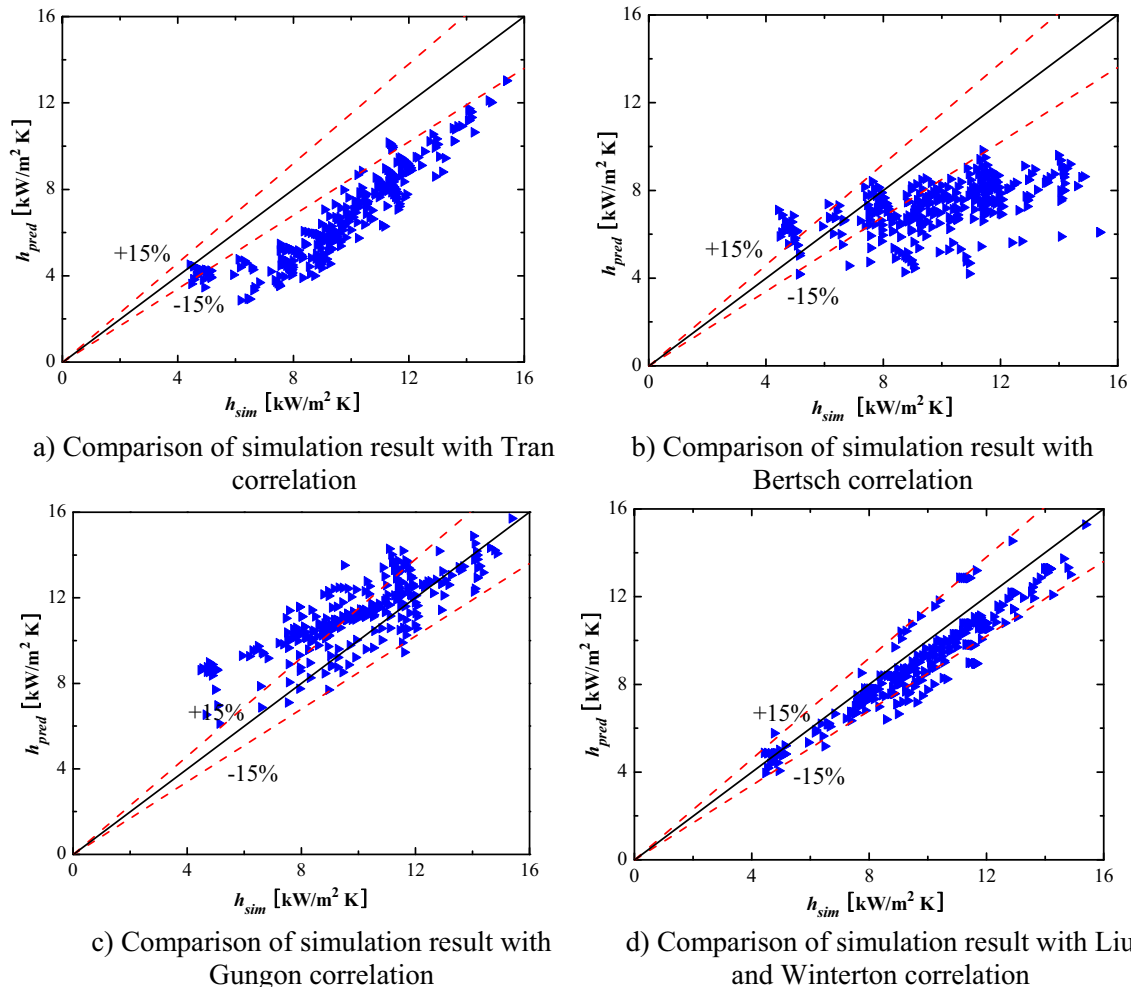 16
12
8
4
0
h_pred [kW/m² K]
+15%
-15%
0 4 8 12 16
h_sim [kW/m² K]
a) Comparison of simulation result with Tran
correlation
16
12
8
4
0
h_pred [kW/m² K]
+15%
-15%
0 4 8 12 16
h_sim [kW/m² K]
b) Comparison of simulation result with
Bertsch correlation
16
12
8
4
0
h_pred [kW/m² K]
+15%
-15%
0 4 8 12 16
h_sim [kW/m² K]
c) Comparison of simulation result with
Gungon correlation
16
12
8
4
0
h_pred [kW/m² K]
+15%
-15%
0 4 8 12 16
h_sim [kW/m² K]
d) Comparison of simulation result with Liu
and Winterton correlation